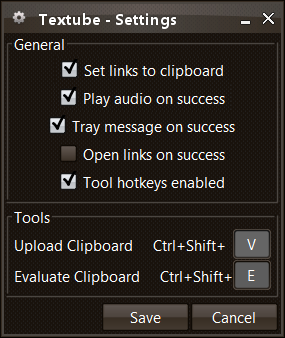 Textube - Settings
General
Set links to clipboard
Play audio on success
Tray message on success
Open links on success
Tool hotkeys enabled
Tools
Upload Clipboard Ctrl+Shift+ V
Evaluate Clipboard Ctrl+Shift+ E
Save Cancel